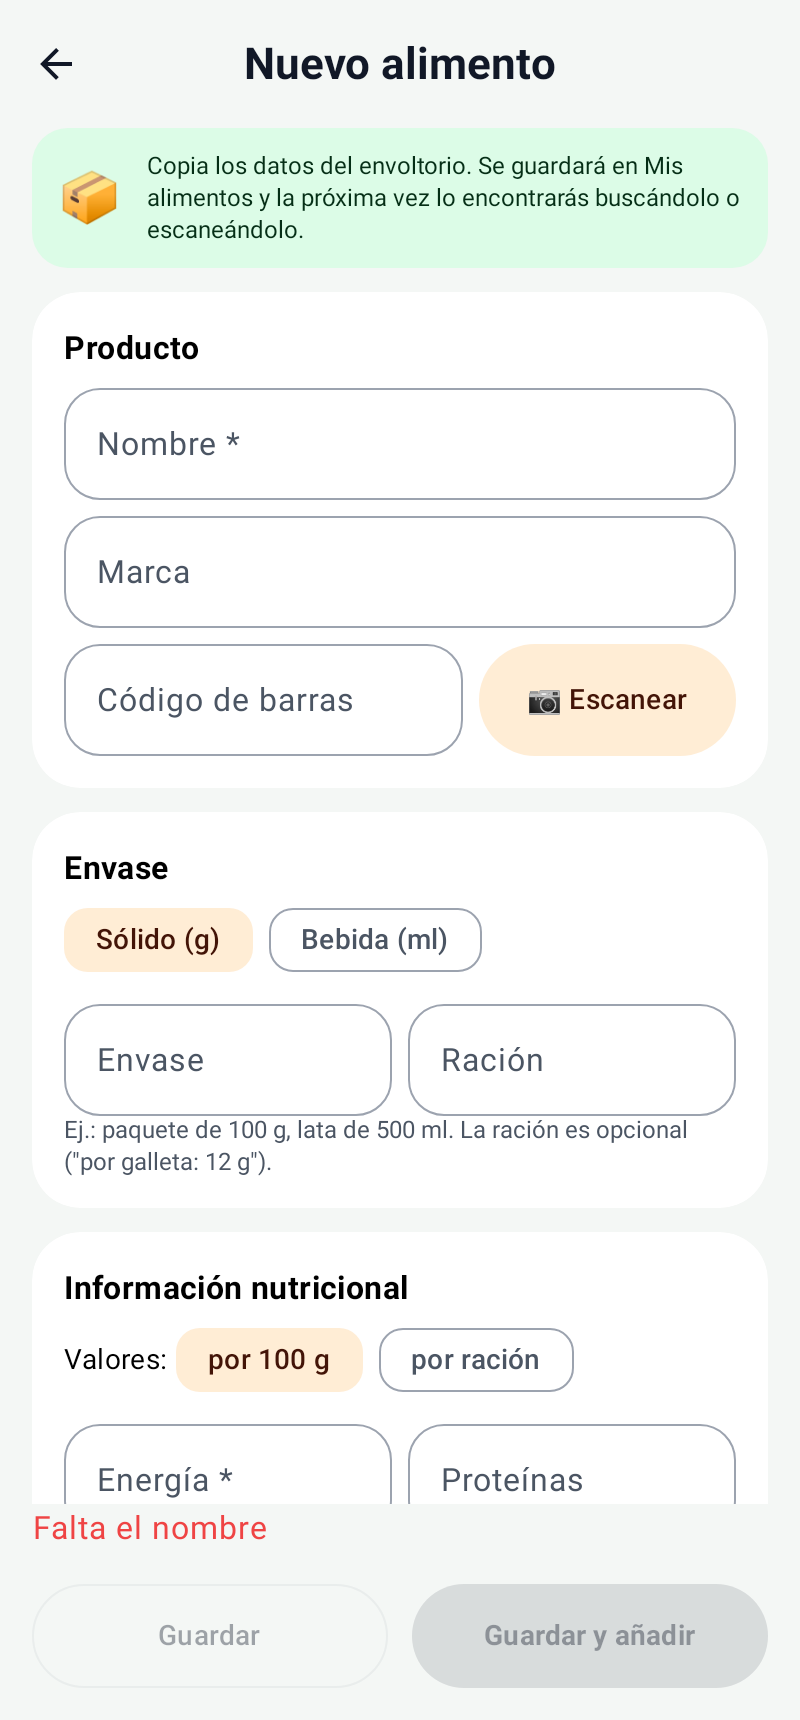 Nuevo alimento
Copia los datos del envoltorio. Se guardará en Mis
alimentos y la próxima vez lo encontrarás buscándolo o
escaneándolo.
Producto
Nombre *
Marca
Código de barras
Escanear
Envase
Sólido (g)
Bebida (ml)
Envase
Ración
Ej.: paquete de 100 g, lata de 500 ml. La ración es opcional
("por galleta: 12 g").
Información nutricional
Valores:
por 100 g
por ración
Energía *
Proteínas
Falta el nombre
Guardar
Guardar y añadir